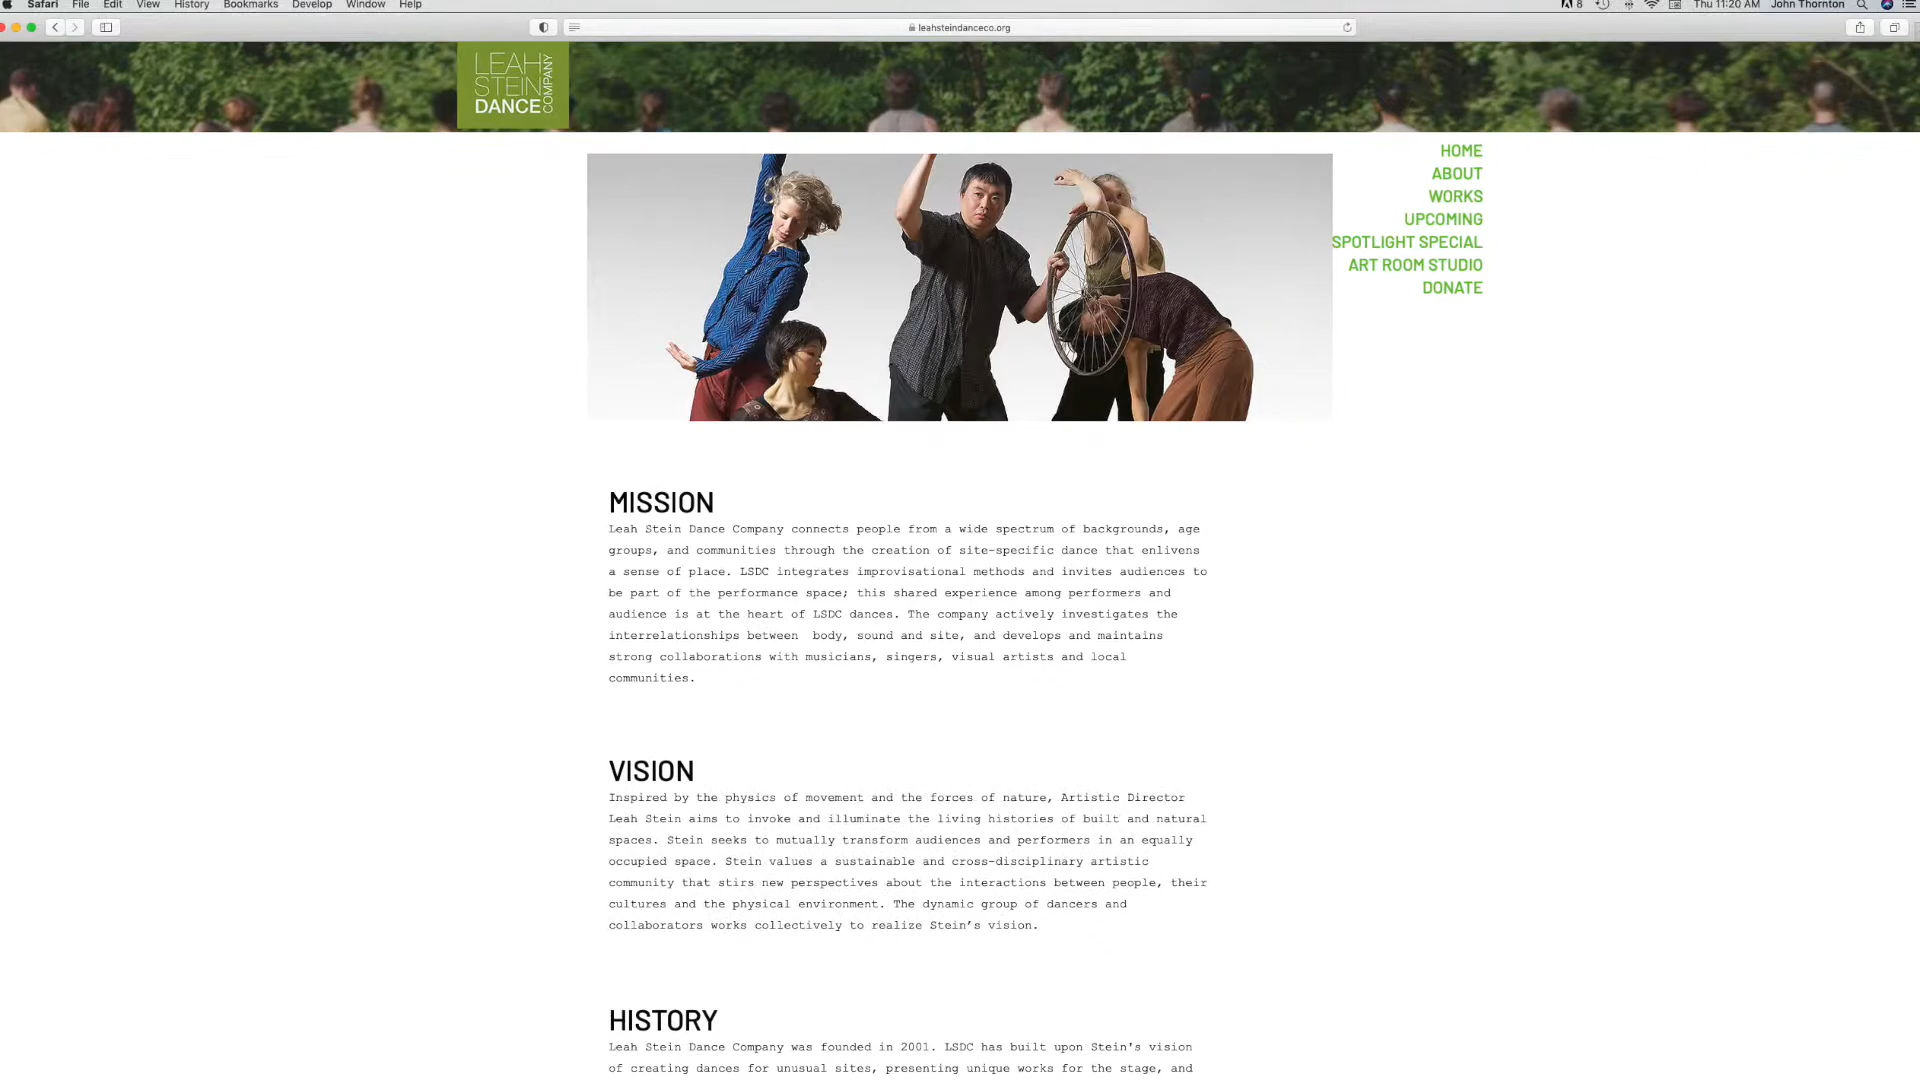 Safari File Edit View History Bookmarks Develop Window Help 8 Thu 11:20 AM John Thornton
leahsteindanceco.org
LEAH
STEIN
DANCE
COMPANY
HOME
ABOUT
WORKS
UPCOMING
SPOTLIGHT SPECIAL
ART ROOM STUDIO
DONATE
MISSION
Leah Stein Dance Company connects people from a wide spectrum of backgrounds, age
groups, and communities through the creation of site-specific dance that enlivens
a sense of place. LSDC integrates improvisational methods and invites audiences to
be part of the performance space; this shared experience among performers and
audience is at the heart of LSDC dances. The company actively investigates the
interrelationships between  body, sound and site, and develops and maintains
strong collaborations with musicians, singers, visual artists and local
communities.
VISION
Inspired by the physics of movement and the forces of nature, Artistic Director
Leah Stein aims to invoke and illuminate the living histories of built and natural
spaces. Stein seeks to mutually transform audiences and performers in an equally
occupied space. Stein values a sustainable and cross-disciplinary artistic
community that stirs new perspectives about the interactions between people, their
cultures and the physical environment. The dynamic group of dancers and
collaborators works collectively to realize Stein’s vision.
HISTORY
Leah Stein Dance Company was founded in 2001. LSDC has built upon Stein's vision
of creating dances for unusual sites, presenting unique works for the stage, and